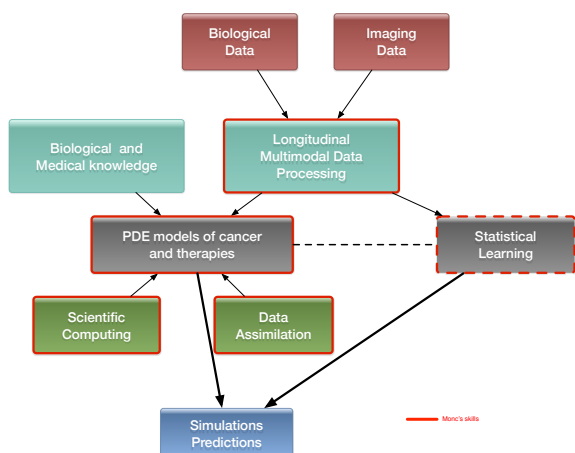 Biological
Data
Imaging
Data
Biological and
Medical knowledge
Longitudinal
Multimodal Data
Processing
PDE models of cancer
and therapies
Statistical
Learning
Scientific
Computing
Data
Assimilation
Simulations
Predictions
Monc's skills